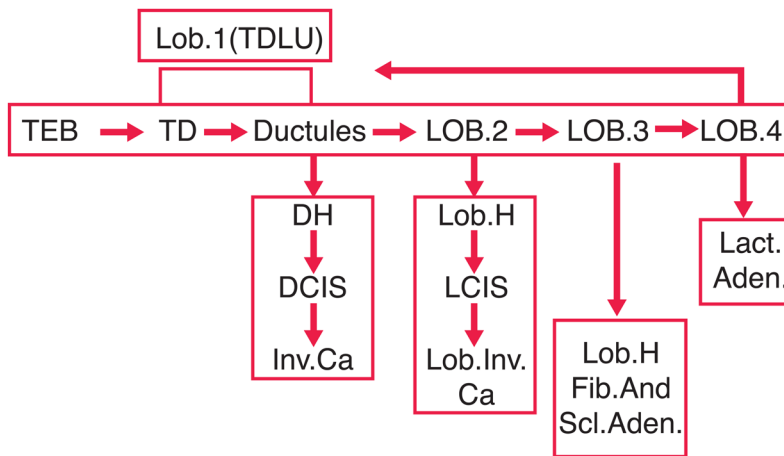 Lob.1(TDLU)
TEB TD Ductules LOB.2 LOB.3 LOB.4
DH
DCIS
Inv.Ca
Lob.H
LCIS
Lob.Inv.
Ca
Lob.H
Fib.And
Scl.Aden.
Lact.
Aden.